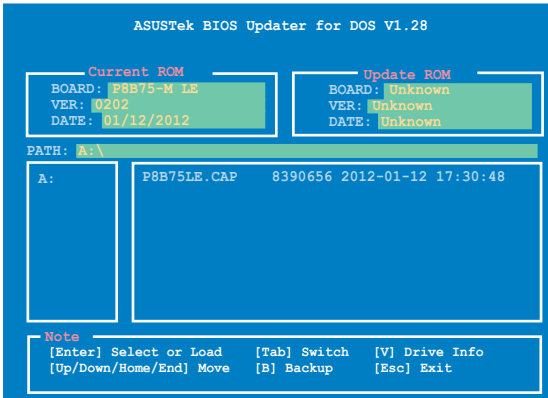 ASUSTek BIOS Updater for DOS V1.28
Current ROM
BOARD: P8B75-M LE
VER: 0202
DATE: 01/12/2012
Update ROM
BOARD: Unknown
VER: Unknown
DATE: Unknown
PATH: A:\
A:
P8B75LE.CAP 8390656 2012-01-12 17:30:48
Note
[Enter] Select or Load [Tab] Switch [V] Drive Info
[Up/Down/Home/End] Move [B] Backup [Esc] Exit